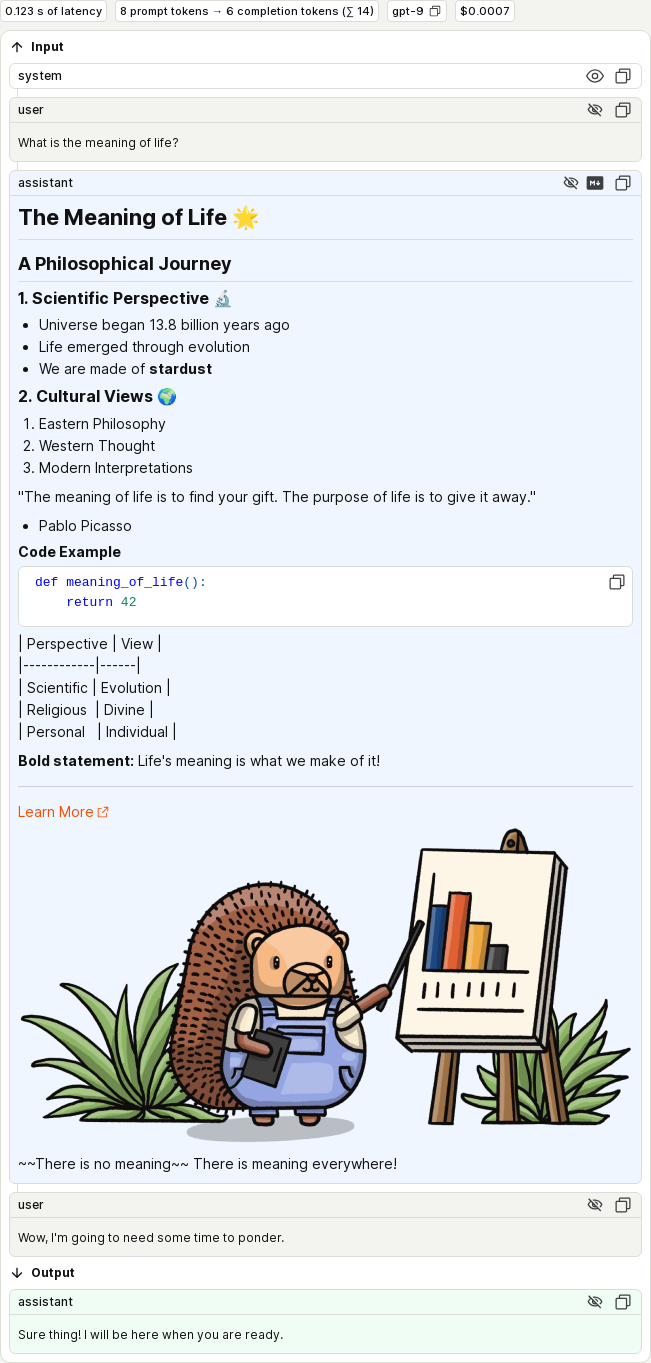 0.123 s of latency
8 prompt tokens → 6 completion tokens (∑ 14)
gpt-9
$0.0007
Input
system
user
What is the meaning of life?
assistant
The Meaning of Life 🌟
A Philosophical Journey
1. Scientific Perspective 🔬
• Universe began 13.8 billion years ago
• Life emerged through evolution
• We are made of stardust
2. Cultural Views 🌍
1. Eastern Philosophy
2. Western Thought
3. Modern Interpretations
"The meaning of life is to find your gift. The purpose of life is to give it away."
• Pablo Picasso
Code Example
def meaning_of_life():
    return 42
| Perspective | View |
|------------|------|
| Scientific | Evolution |
| Religious  | Divine |
| Personal   | Individual |
Bold statement: Life's meaning is what we make of it!
Learn More
~~There is no meaning~~ There is meaning everywhere!
user
Wow, I'm going to need some time to ponder.
Output
assistant
Sure thing! I will be here when you are ready.